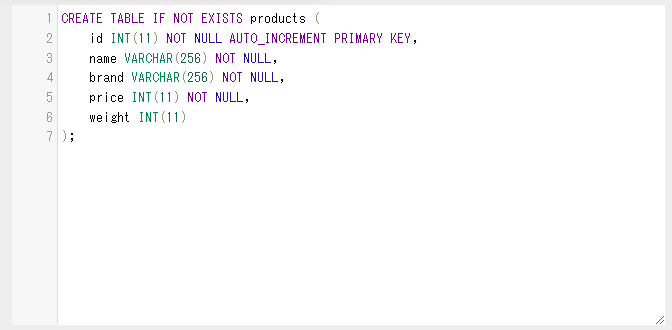 1 CREATE TABLE IF NOT EXISTS products (
2 id INT(11) NOT NULL AUTO_INCREMENT PRIMARY KEY,
3 name VARCHAR(256) NOT NULL,
4 brand VARCHAR(256) NOT NULL,
5 price INT(11) NOT NULL,
6 weight INT(11)
7 );